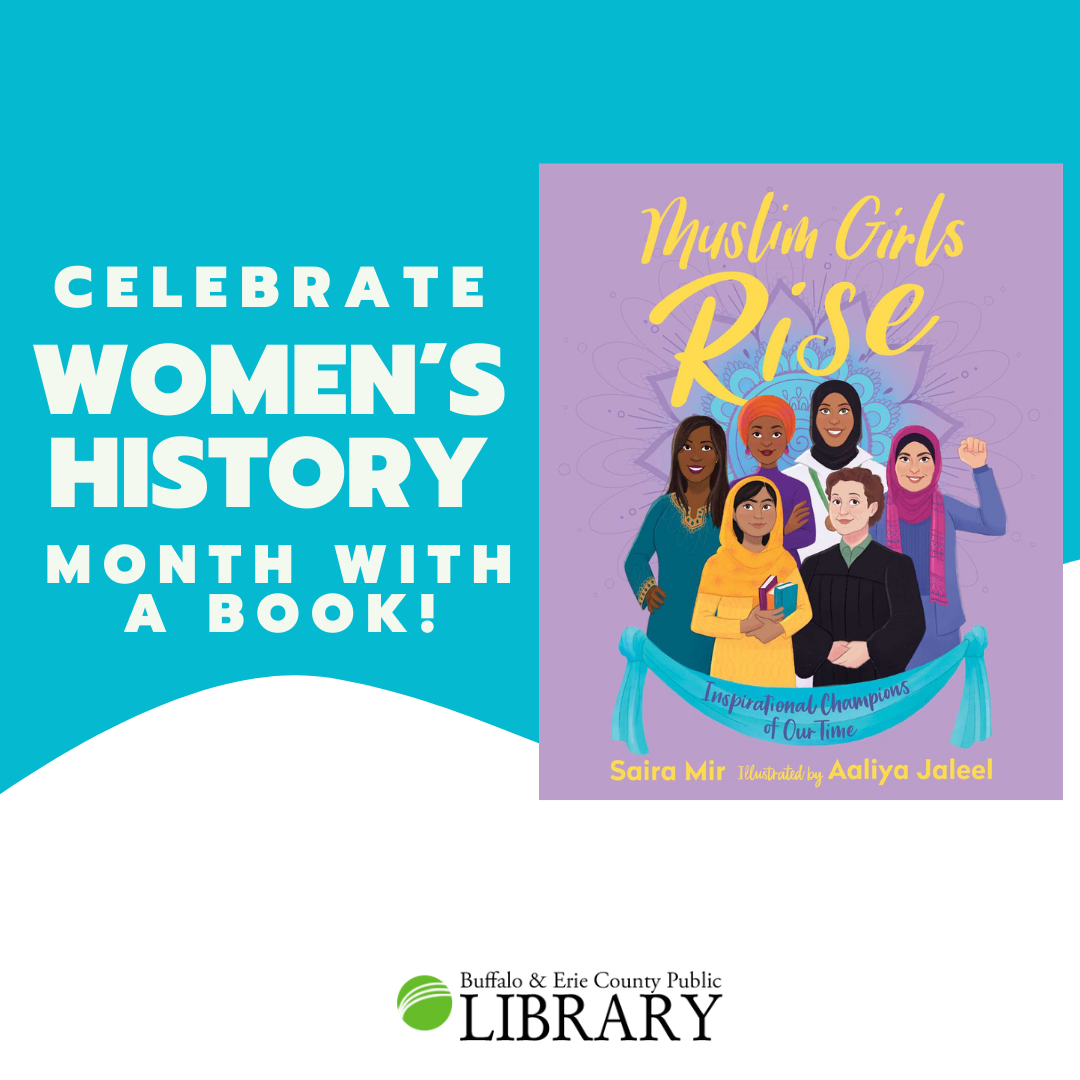 CELEBRATE
WOMEN'S
HISTORY
MONTH WITH
A BOOK!
Muslim Girls
Rise
Inspirational Champions
of Our Time
Saira Mir Illustrated by Aaliya Jaleel
Buffalo & Erie County Public
LIBRARY